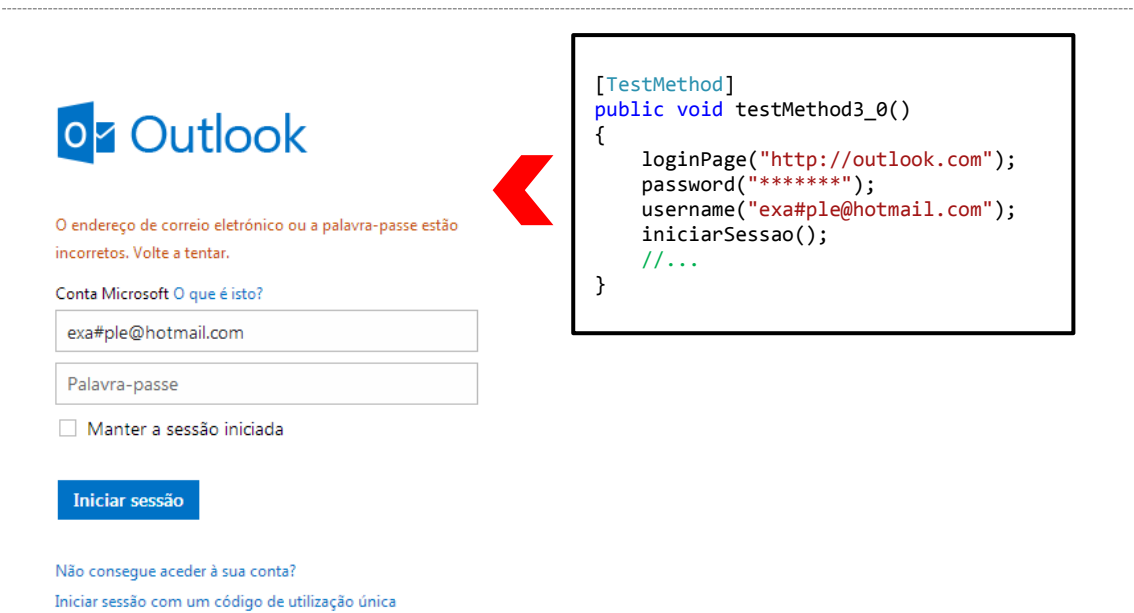 Outlook
O endereço de correio eletrónico ou a palavra-passe estão
incorretos. Volte a tentar.
Conta Microsoft O que é isto?
exa#ple@hotmail.com
Palavra-passe
Manter a sessão iniciada
Iniciar sessão
Não consegue aceder à sua conta?
Iniciar sessão com um código de utilização única
[TestMethod]
public void testMethod3_0()
{
loginPage("http://outlook.com");
password("*******");
username("exa#ple@hotmail.com");
iniciarSessao();
//...
}